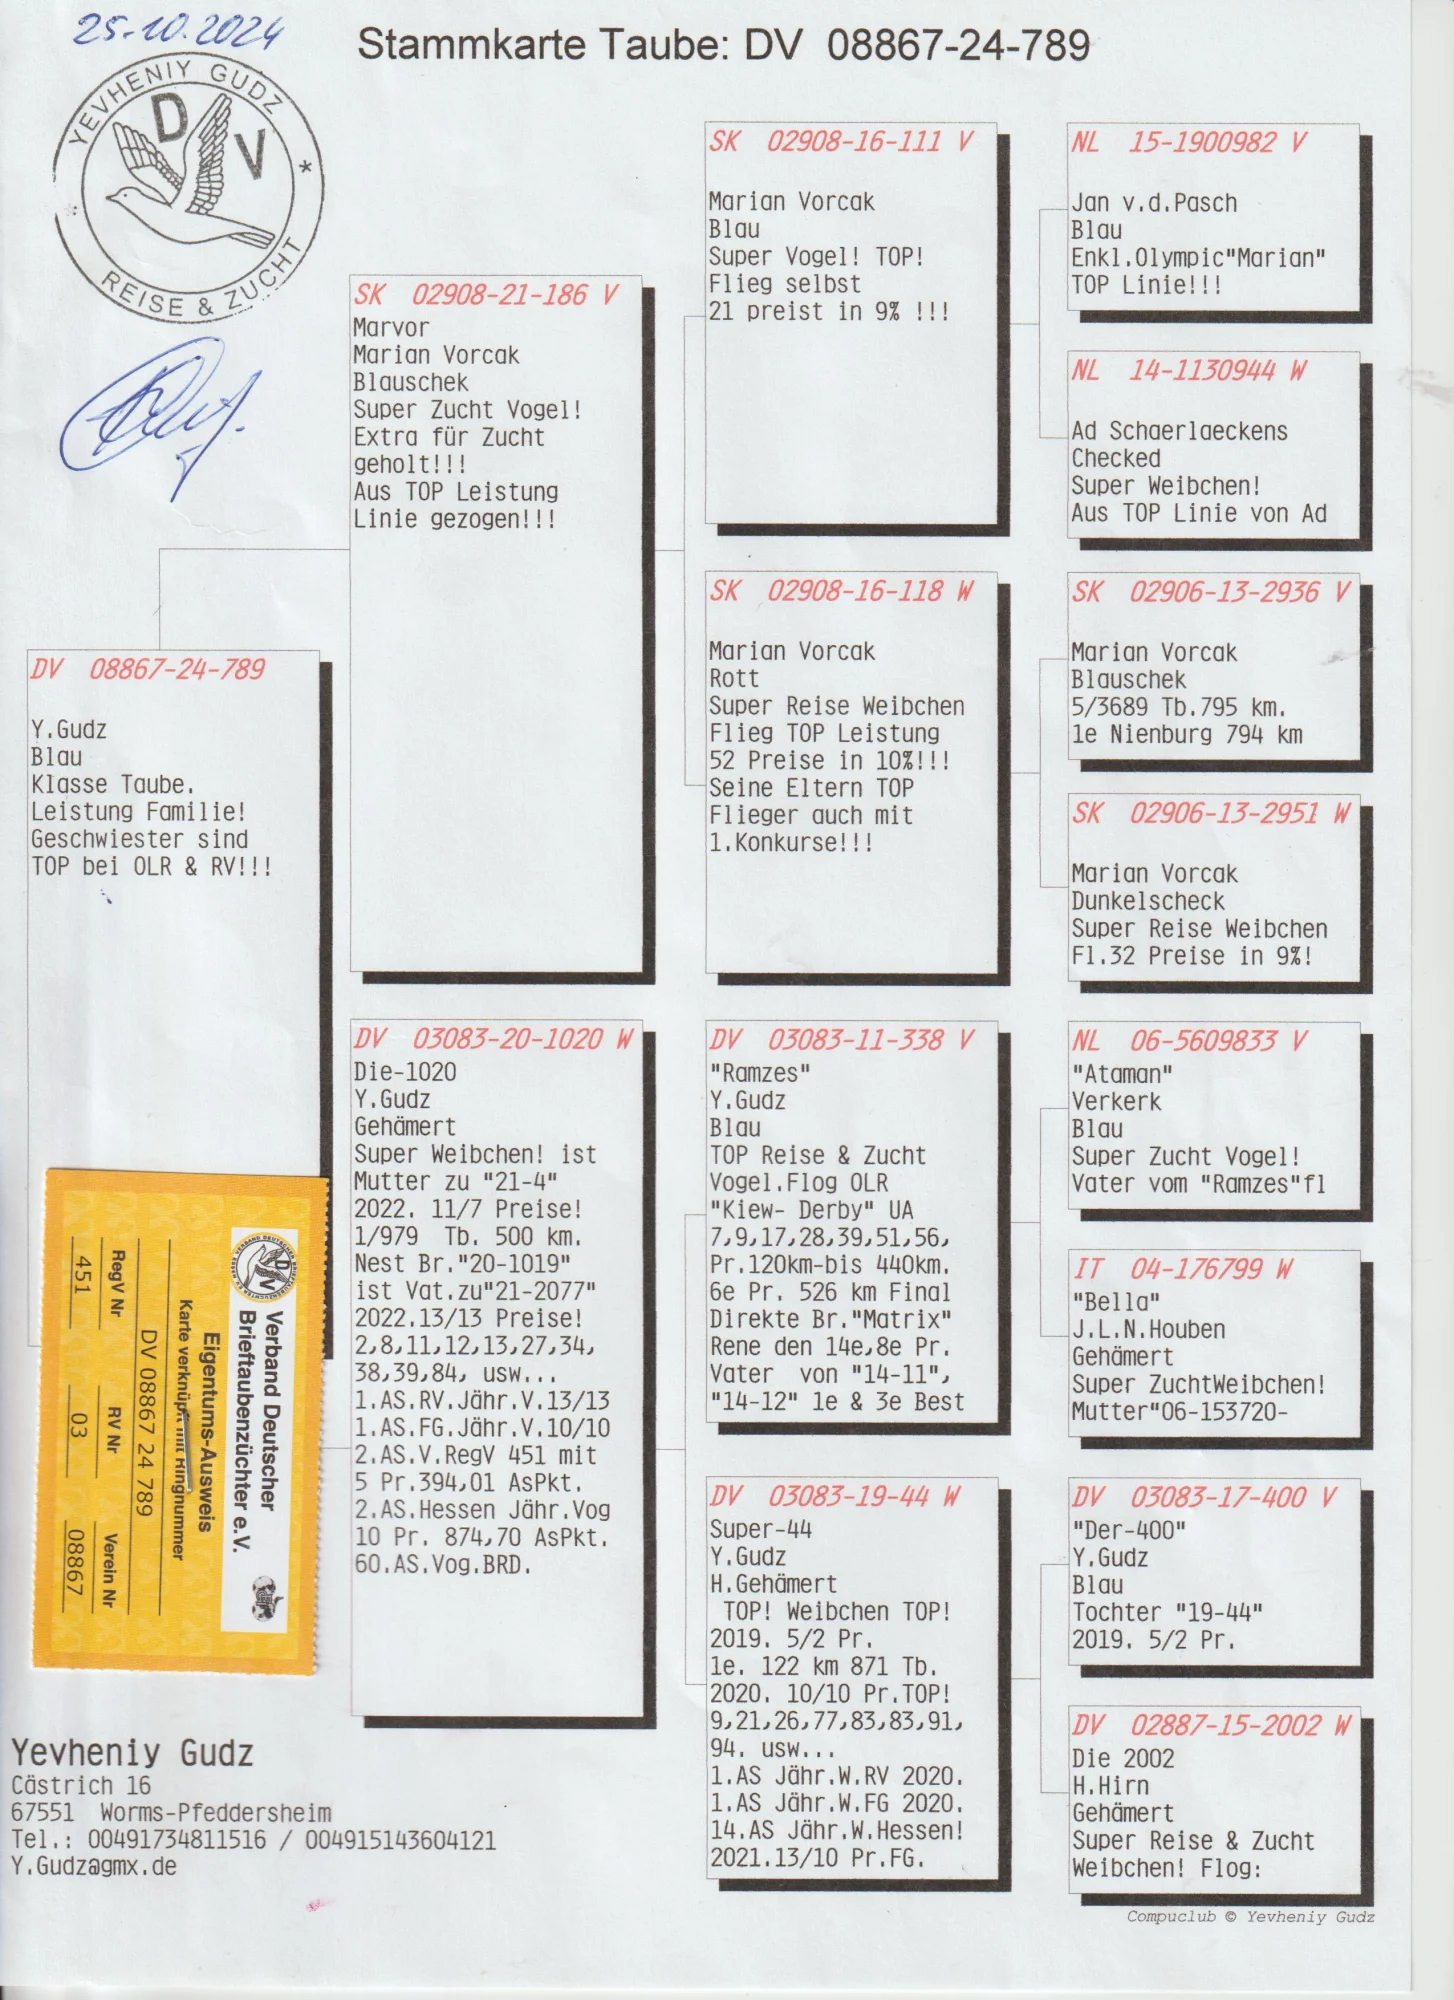 25.10.2024
Stammkarte Taube: DV 08867-24-789
YEVHENIY GUDZ
D V
REISE & ZUCHT
DV 08867-24-789
Y.Gudz
Blau
Klasse Taube.
Leistung Familie!
Geschwiester sind
TOP bei OLR & RV!!!
SK 02908-21-186 V
Marvor
Marian Vorcak
Blauschek
Super Zucht Vogel!
Extra für Zucht
geholt!!!
Aus TOP Leistung
Linie gezogen!!!
DV 03083-20-1020 W
Die-1020
Y.Gudz
Gehämert
Super Weibchen! ist
Mutter zu "21-4"
2022. 11/7 Preise!
1/979 Tb. 500 km.
Nest Br."20-1019"
ist Vat.zu"21-2077"
2022.13/13 Preise!
2,8,11,12,13,27,34,
38,39,84, usw...
1.AS.RV.Jähr.V.13/13
1.AS.FG.Jähr.V.10/10
2.AS.V.RegV 451 mit
5 Pr.394,01 AsPkt.
2.AS.Hessen Jähr.Vog
10 Pr. 874,70 AsPkt.
60.AS.Vog.BRD.
SK 02908-16-111 V
Marian Vorcak
Blau
Super Vogel! TOP!
Flieg selbst
21 preist in 9% !!!
SK 02908-16-118 W
Marian Vorcak
Rott
Super Reise Weibchen
Flieg TOP Leistung
52 Preise in 10%!!!
Seine Eltern TOP
Flieger auch mit
1.Konkurse!!!
DV 03083-11-338 V
"Ramzes"
Y.Gudz
Blau
TOP Reise & Zucht
Vogel.Flog OLR
"Kiew- Derby" UA
7,9,17,28,39,51,56,
Pr.120km-bis 440km.
6e Pr. 526 km Final
Direkte Br."Matrix"
Rene den 14e,8e Pr.
Vater von "14-11",
"14-12" 1e & 3e Best
DV 03083-19-44 W
Super-44
Y.Gudz
H.Gehämert
TOP! Weibchen TOP!
2019. 5/2 Pr.
1e. 122 km 871 Tb.
2020. 10/10 Pr.TOP!
9,21,26,77,83,83,91,
94. usw...
1.AS Jähr.W.RV 2020.
1.AS Jähr.W.FG 2020.
14.AS Jähr.W.Hessen!
2021.13/10 Pr.FG.
NL 15-1900982 V
Jan v.d.Pasch
Blau
Enkl.Olympic"Marian"
TOP Linie!!!
NL 14-1130944 W
Ad Schaerlaeckens
Checked
Super Weibchen!
Aus TOP Linie von Ad
SK 02906-13-2936 V
Marian Vorcak
Blauschek
5/3689 Tb.795 km.
1e Nienburg 794 km
SK 02906-13-2951 W
Marian Vorcak
Dunkelscheck
Super Reise Weibchen
Fl.32 Preise in 9%!
NL 06-5609833 V
"Ataman"
Verkerk
Blau
Super Zucht Vogel!
Vater vom "Ramzes"fl
IT 04-176799 W
"Bella"
J.L.N.Houben
Gehämert
Super ZuchtWeibchen!
Mutter"06-153720-
DV 03083-17-400 V
"Der-400"
Y.Gudz
Blau
Tochter "19-44"
2019. 5/2 Pr.
DV 02887-15-2002 W
Die 2002
H.Hirn
Gehämert
Super Reise & Zucht
Weibchen! Flog:
Verband Deutscher
Brieftaubenzüchter e.V.
Eigentums-Ausweis
Karte verknüpft mit Ringnummer
DV 08867 24 789
RegV Nr RV Nr Verein Nr
451 03 08867
Yevheniy Gudz
Cästrich 16
67551 Worms-Pfeddersheim
Tel.: 00491734811516 / 004915143604121
Y.Gudz@gmx.de
Compuclub © Yevheniy Gudz